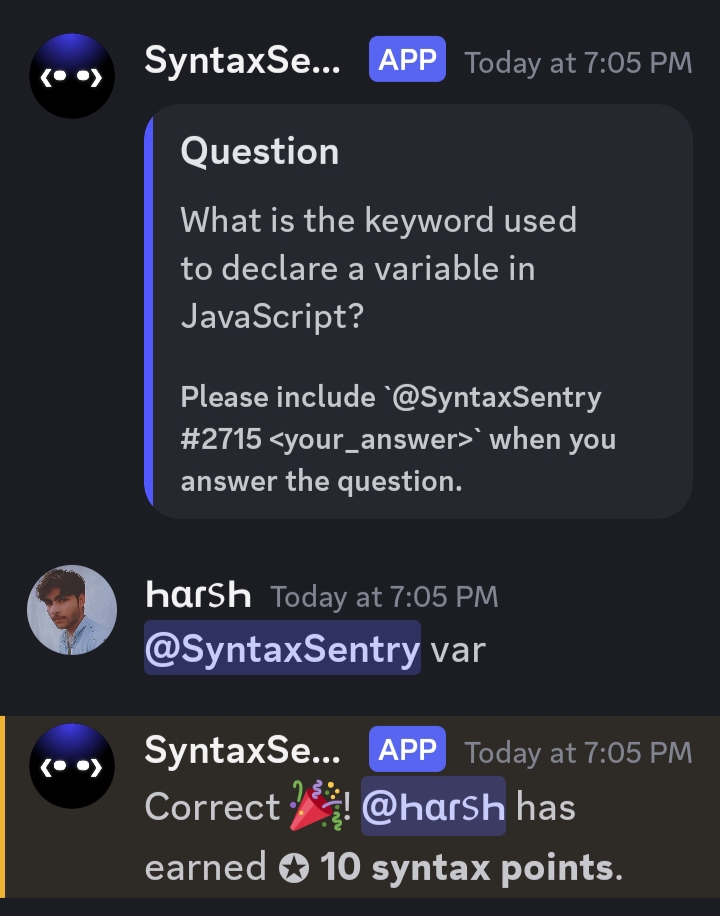 SyntaxSe... APP Today at 7:05 PM
Question
What is the keyword used
to declare a variable in
JavaScript?
Please include `@SyntaxSentry
#2715 <your_answer>` when you
answer the question.
harsh Today at 7:05 PM
@SyntaxSentry var
SyntaxSe... APP Today at 7:05 PM
Correct 🎉! @harsh has
earned ✪ 10 syntax points.